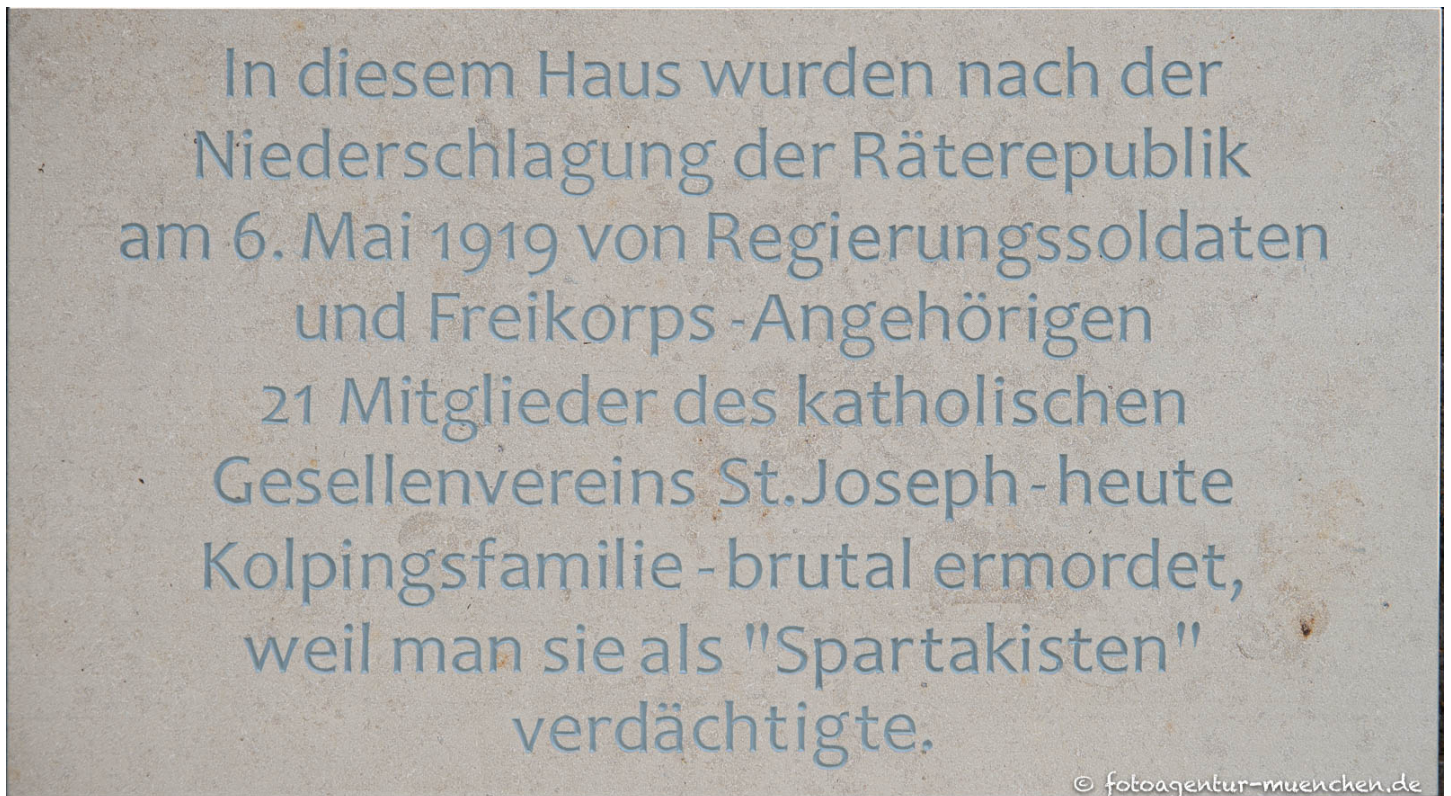 In diesem Haus wurden nach der
Niederschlagung der Räterepublik
am 6. Mai 1919 von Regierungssoldaten
und Freikorps-Angehörigen
21 Mitglieder des katholischen
Gesellenvereins St. Joseph - heute
Kolpingsfamilie - brutal ermordet,
weil man sie als "Spartakisten"
verdächtigte.
© fotoagentur-muenchen.de